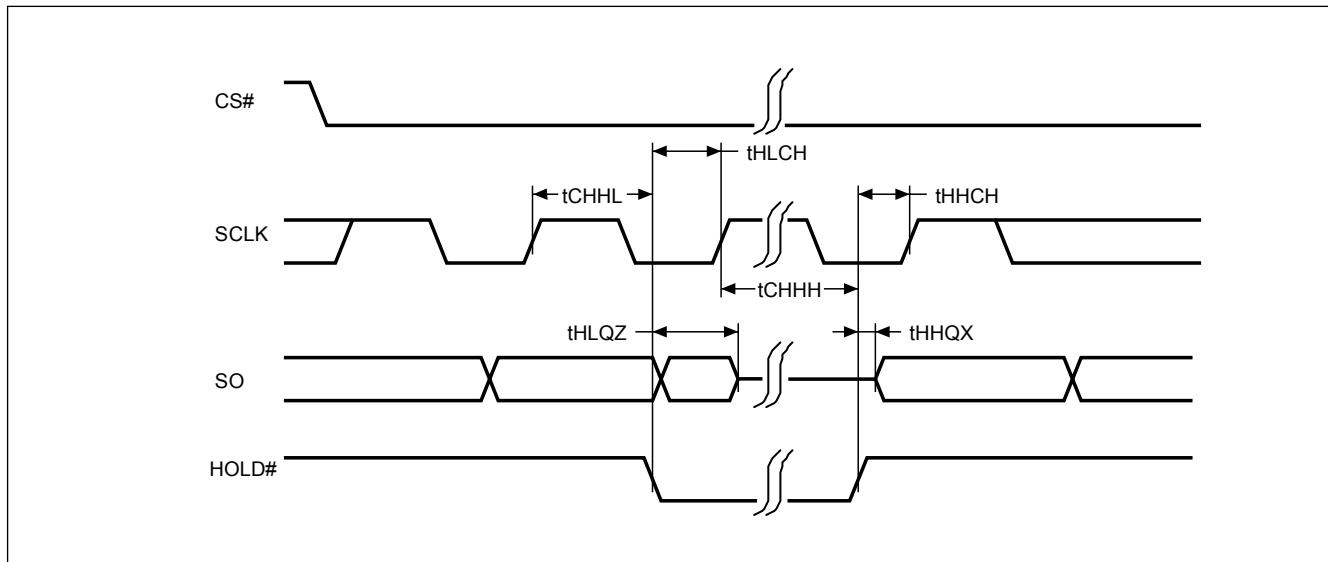 CS#
tHLCH
tCHHL
tHHCH
SCLK
tCHHH
tHLQZ
tHHQX
SO
HOLD#